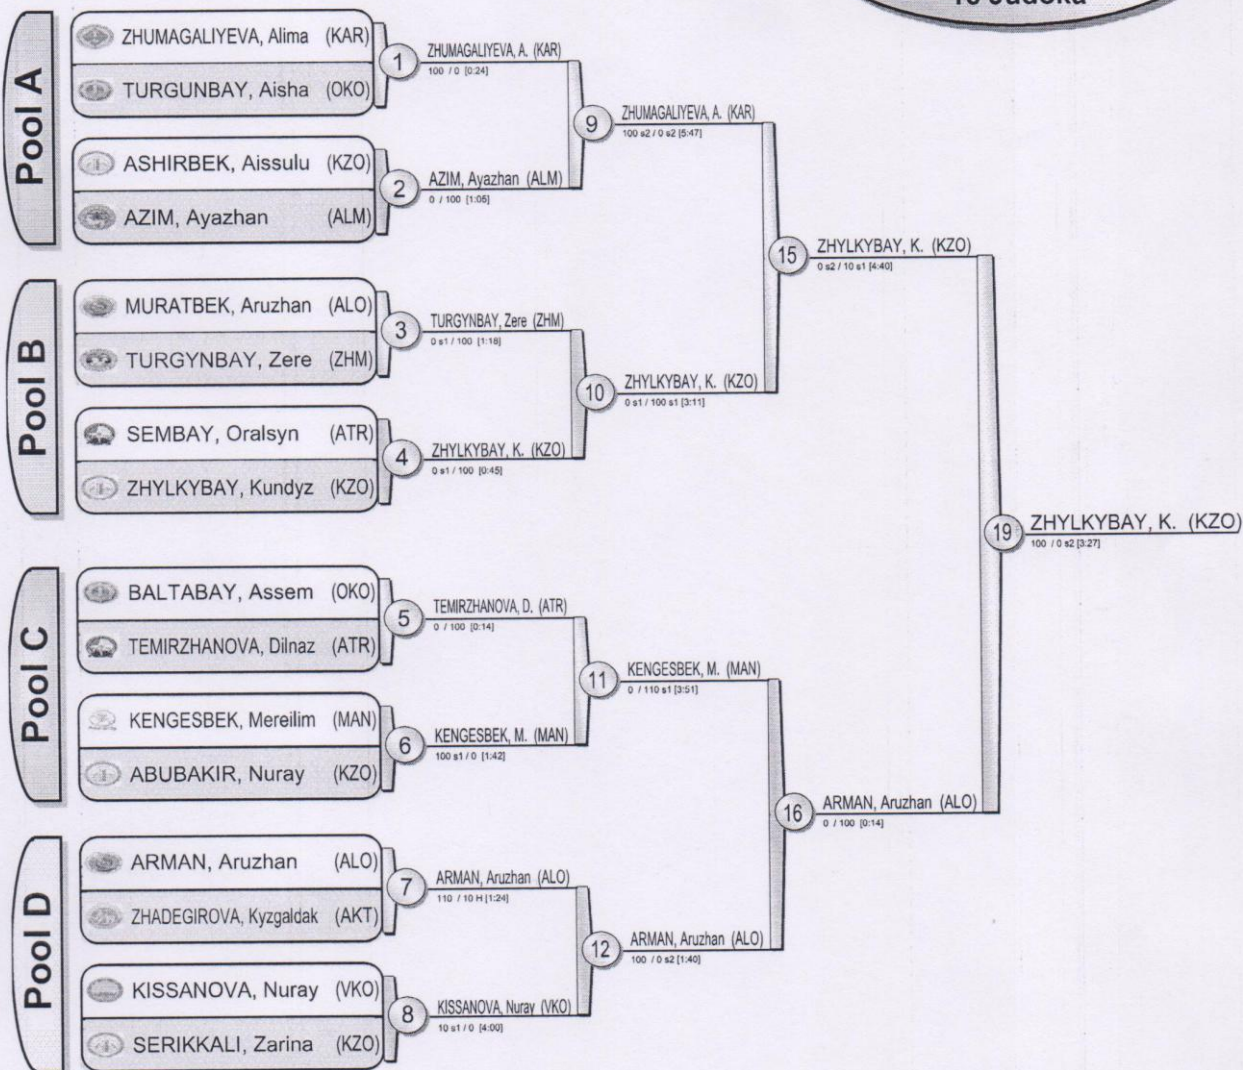 16 Judoka
Pool A
ZHUMAGALIYEVA, Alima (KAR)
TURGUNBAY, Aisha (OKO)
1
ZHUMAGALIYEVA, A. (KAR)
100 / 0 [0:24]
ASHIRBEK, Aissulu (KZO)
AZIM, Ayazhan (ALM)
2
AZIM, Ayazhan (ALM)
0 / 100 [1:05]
9
ZHUMAGALIYEVA, A. (KAR)
100 s2 / 0 s2 [5:47]
Pool B
MURATBEK, Aruzhan (ALO)
TURGYNBAY, Zere (ZHM)
3
TURGYNBAY, Zere (ZHM)
0 s1 / 100 [1:18]
SEMBAY, Oralsyn (ATR)
ZHYLKYBAY, Kundyz (KZO)
4
ZHYLKYBAY, K. (KZO)
0 s1 / 100 [0:45]
10
ZHYLKYBAY, K. (KZO)
0 s1 / 100 s1 [3:11]
15
ZHYLKYBAY, K. (KZO)
0 s2 / 10 s1 [4:40]
Pool C
BALTABAY, Assem (OKO)
TEMIRZHANOVA, Dilnaz (ATR)
5
TEMIRZHANOVA, D. (ATR)
0 / 100 [0:14]
KENGESBEK, Mereilim (MAN)
ABUBAKIR, Nuray (KZO)
6
KENGESBEK, M. (MAN)
100 s1 / 0 [1:42]
11
KENGESBEK, M. (MAN)
0 / 110 s1 [3:51]
Pool D
ARMAN, Aruzhan (ALO)
ZHADEGIROVA, Kyzgaldak (AKT)
7
ARMAN, Aruzhan (ALO)
110 / 10 H [1:24]
KISSANOVA, Nuray (VKO)
SERIKKALI, Zarina (KZO)
8
KISSANOVA, Nuray (VKO)
10 s1 / 0 [4:00]
12
ARMAN, Aruzhan (ALO)
100 / 0 s2 [1:40]
16
ARMAN, Aruzhan (ALO)
0 / 100 [0:14]
19
ZHYLKYBAY, K. (KZO)
100 / 0 s2 [3:27]